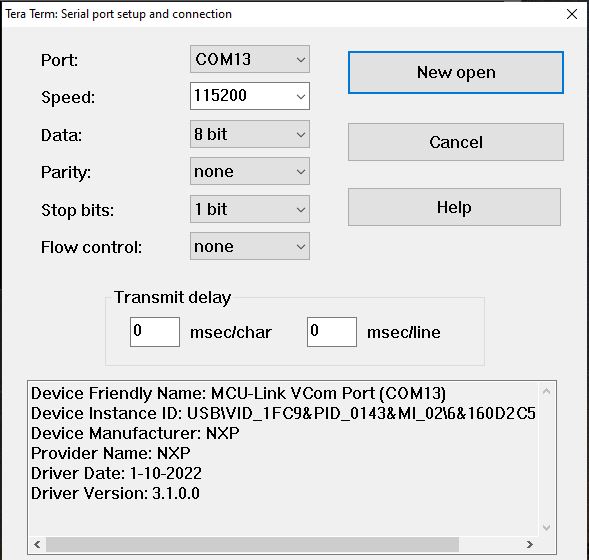 Tera Term: Serial port setup and connection
Port: COM13 New open
Speed: 115200
Data: 8 bit Cancel
Parity: none
Stop bits: 1 bit Help
Flow control: none
Transmit delay
0 msec/char 0 msec/line
Device Friendly Name: MCU-Link VCom Port (COM13)
Device Instance ID: USB\VID_1FC9&PID_0143&MI_02\6&160D2C5
Device Manufacturer: NXP
Provider Name: NXP
Driver Date: 1-10-2022
Driver Version: 3.1.0.0